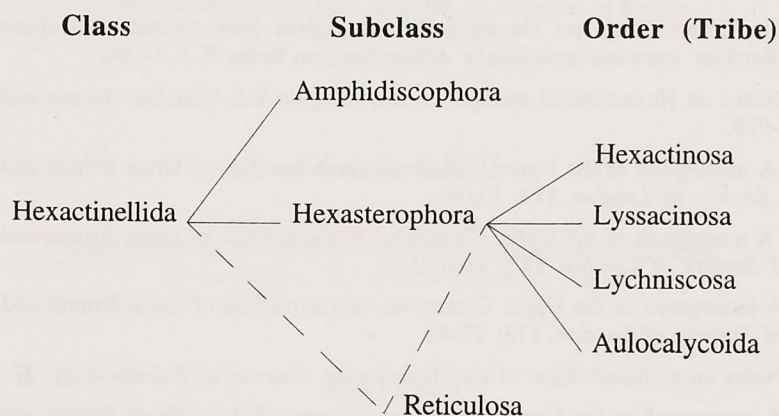 Class Subclass Order (Tribe)
Amphidiscophora
Hexactinosa
Hexactinellida Hexasterophora Lyssacinosa
Lychniscosa
Aulocalycoida
Reticulosa